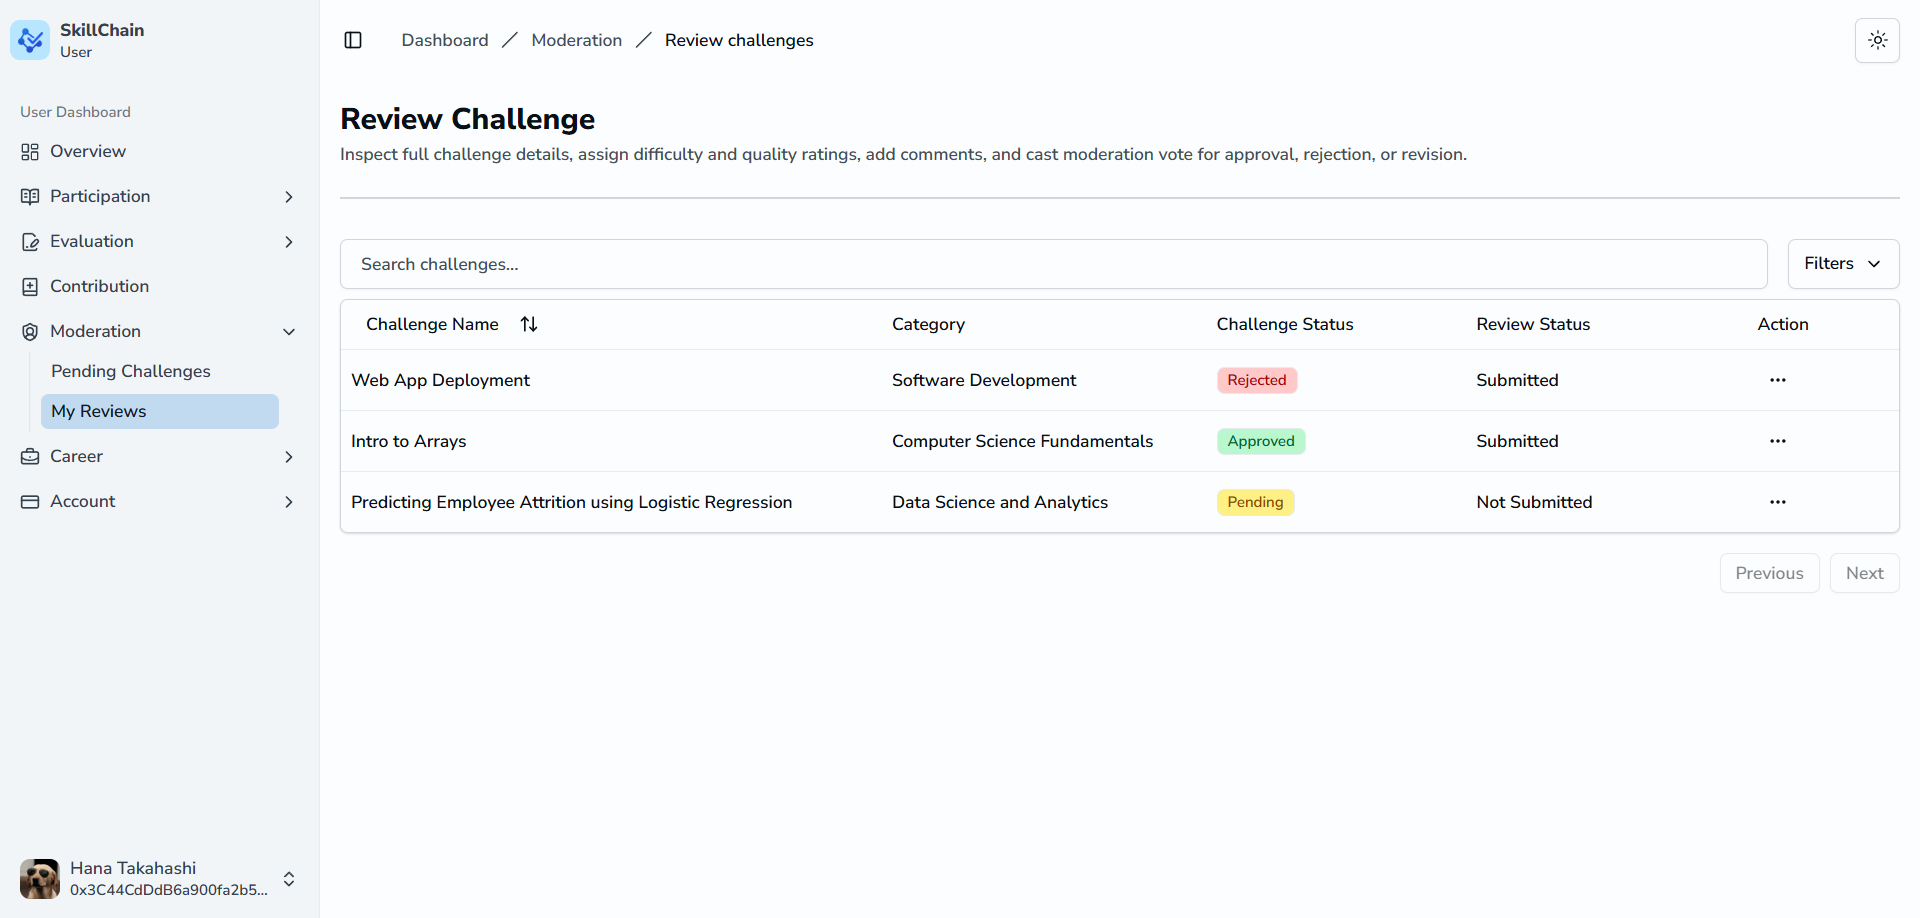 SkillChain
User
User Dashboard
Overview
Participation
Evaluation
Contribution
Moderation
Pending Challenges
My Reviews
Career
Account
Hana Takahashi
0x3C44CdDdB6a900fa2b5...
Dashboard / Moderation / Review challenges
Review Challenge
Inspect full challenge details, assign difficulty and quality ratings, add comments, and cast moderation vote for approval, rejection, or revision.
Search challenges... Filters
Challenge Name Category Challenge Status Review Status Action
Web App Deployment Software Development Rejected Submitted ...
Intro to Arrays Computer Science Fundamentals Approved Submitted ...
Predicting Employee Attrition using Logistic Regression Data Science and Analytics Pending Not Submitted ...
Previous Next